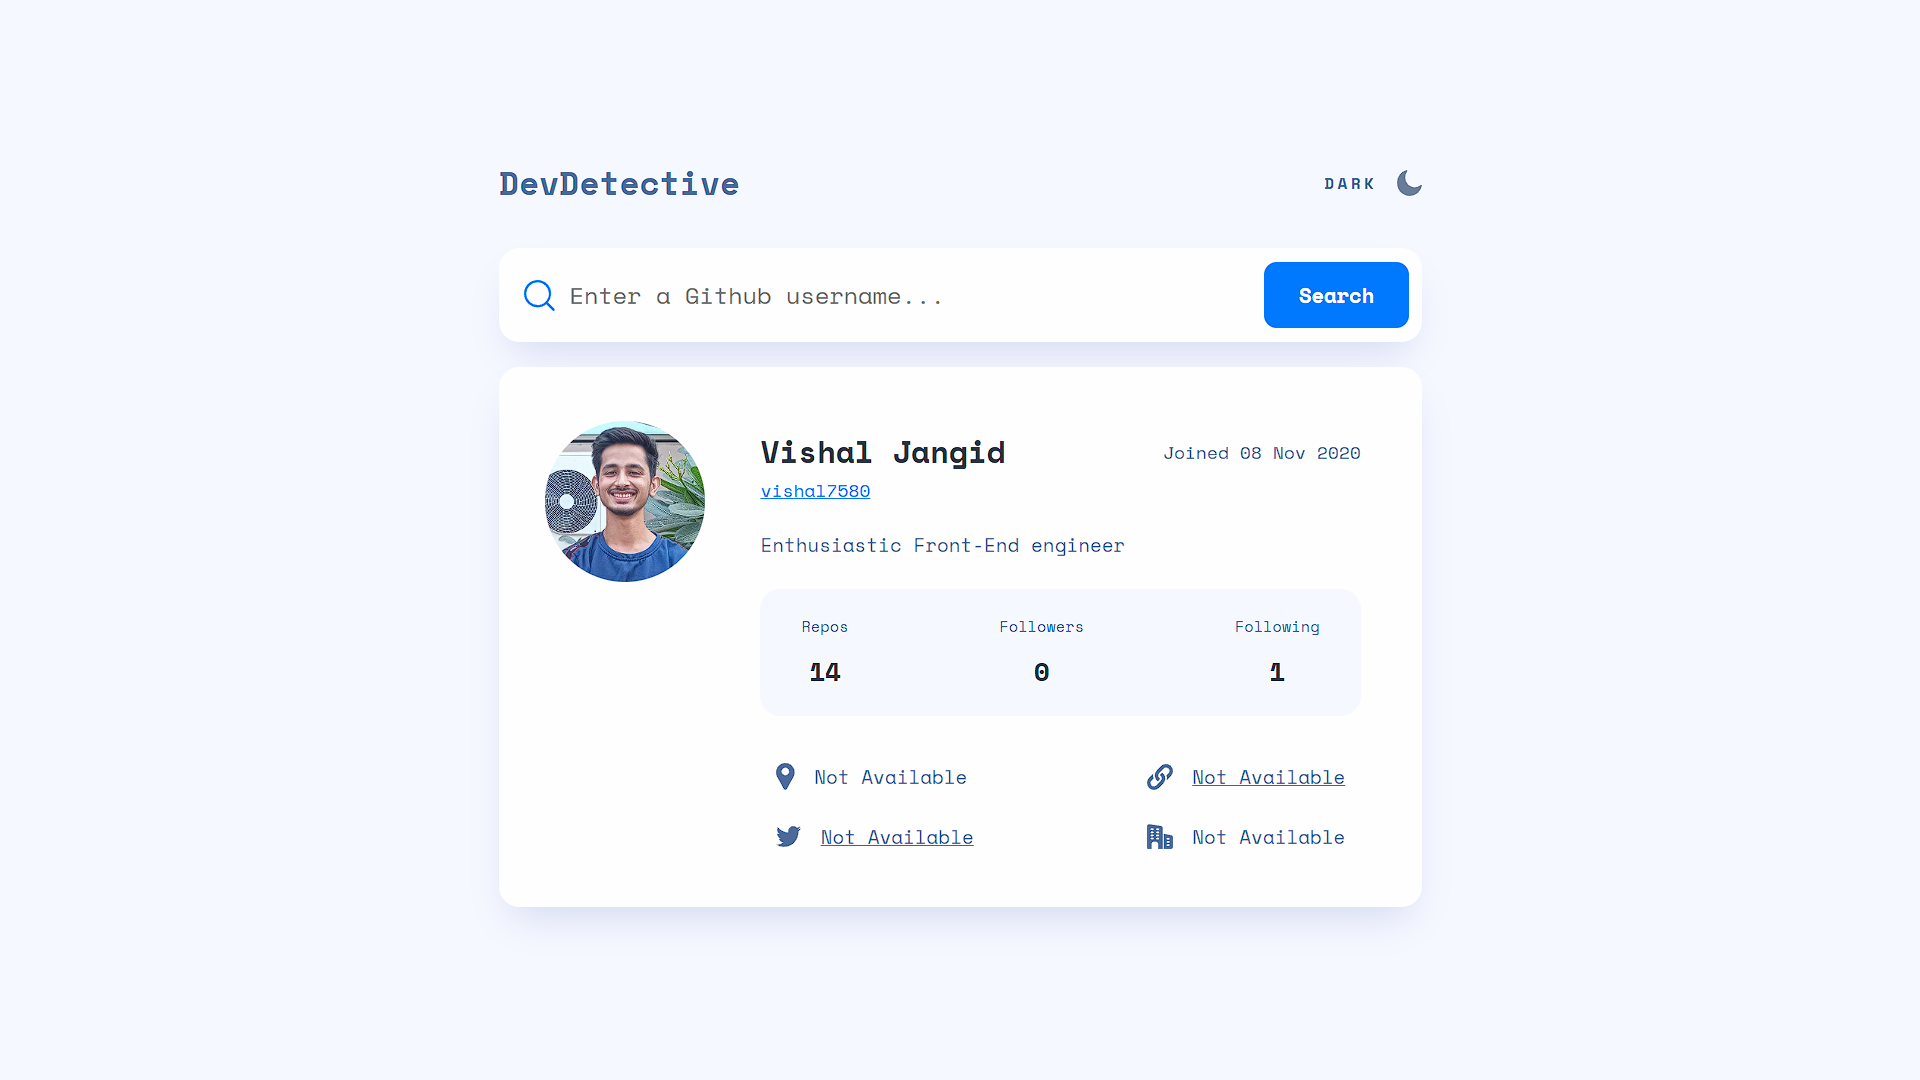 DevDetective
DARK
Enter a Github username...
Search
Vishal Jangid
Joined 08 Nov 2020
vishal7580
Enthusiastic Front-End engineer
Repos Followers Following
14 0 1
Not Available Not Available
Not Available Not Available